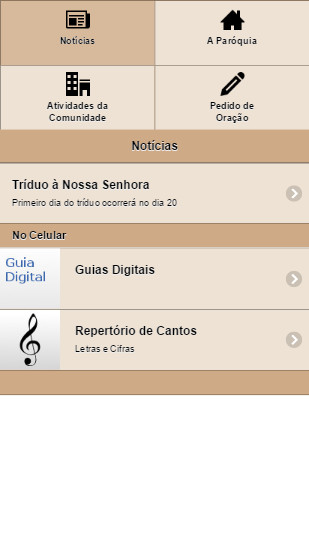 Notícias
A Paróquia
Atividades da
Comunidade
Pedido de
Oração
Notícias
Tríduo à Nossa Senhora
Primeiro dia do tríduo ocorrerá no dia 20
No Celular
Guia
Digital
Guias Digitais
Repertório de Cantos
Letras e Cifras